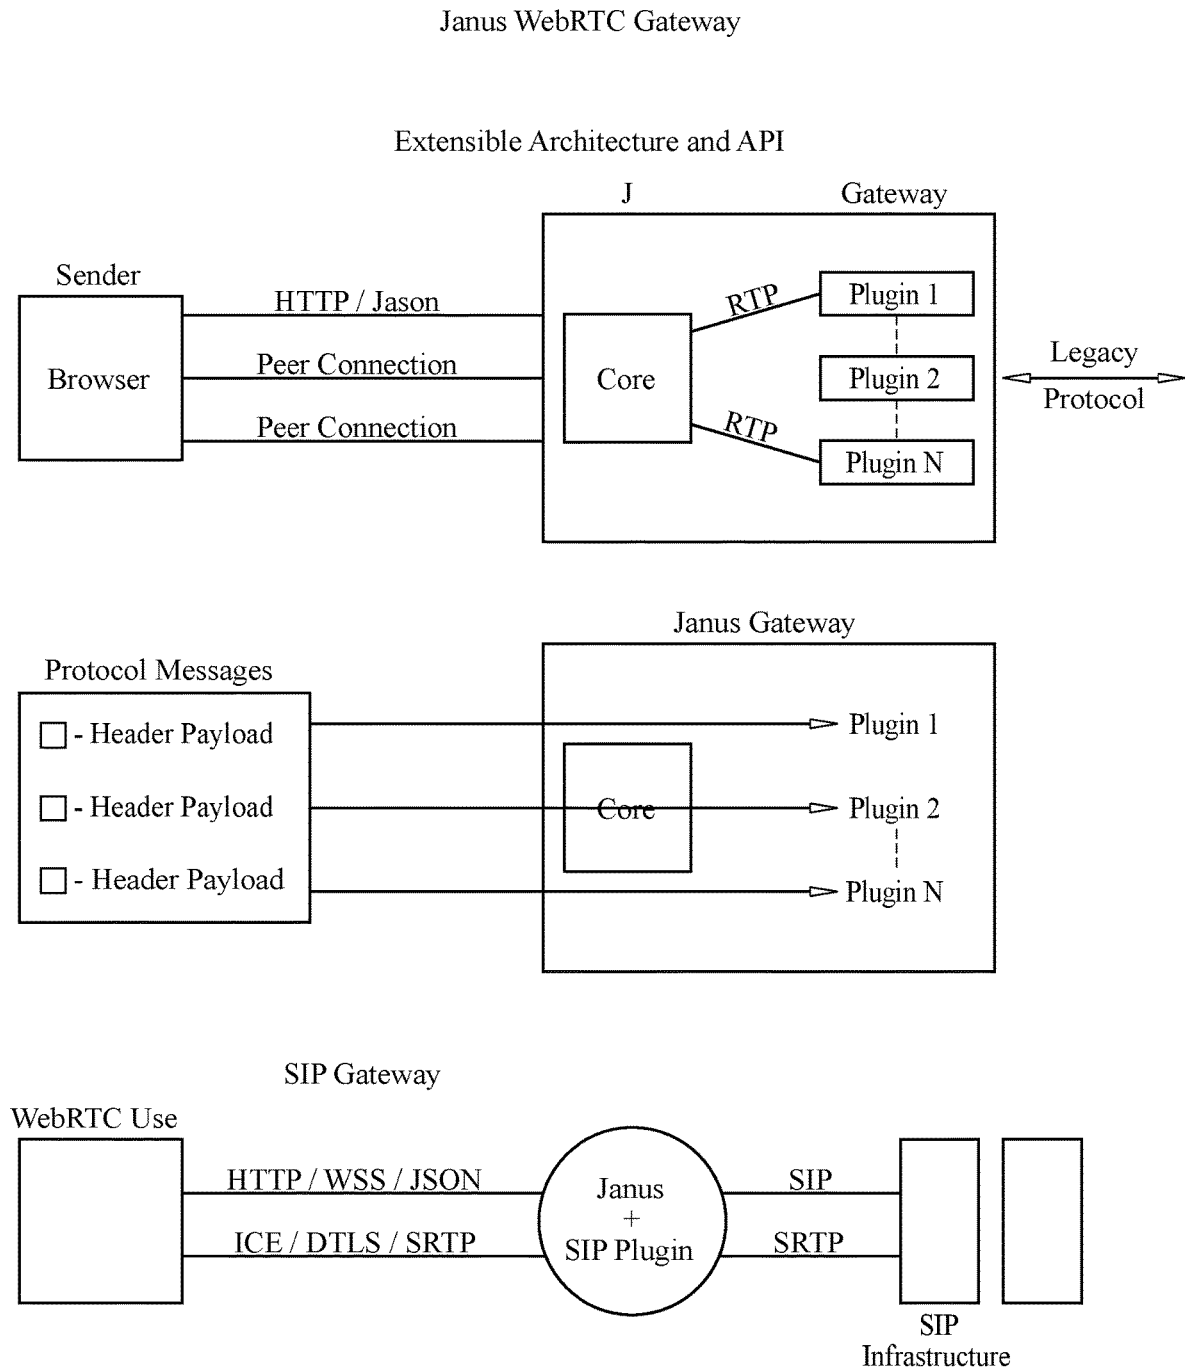 Janus WebRTC Gateway
Extensible Architecture and API
J
Gateway
Sender
Browser
HTTP / Jason
Peer Connection
Peer Connection
Core
RTP
RTP
Plugin 1
Plugin 2
Plugin N
Legacy
Protocol
Janus Gateway
Protocol Messages
- Header Payload
- Header Payload
- Header Payload
Core
Plugin 1
Plugin 2
Plugin N
SIP Gateway
WebRTC Use
HTTP / WSS / JSON
ICE / DTLS / SRTP
Janus
+
SIP Plugin
SIP
SRTP
SIP
Infrastructure